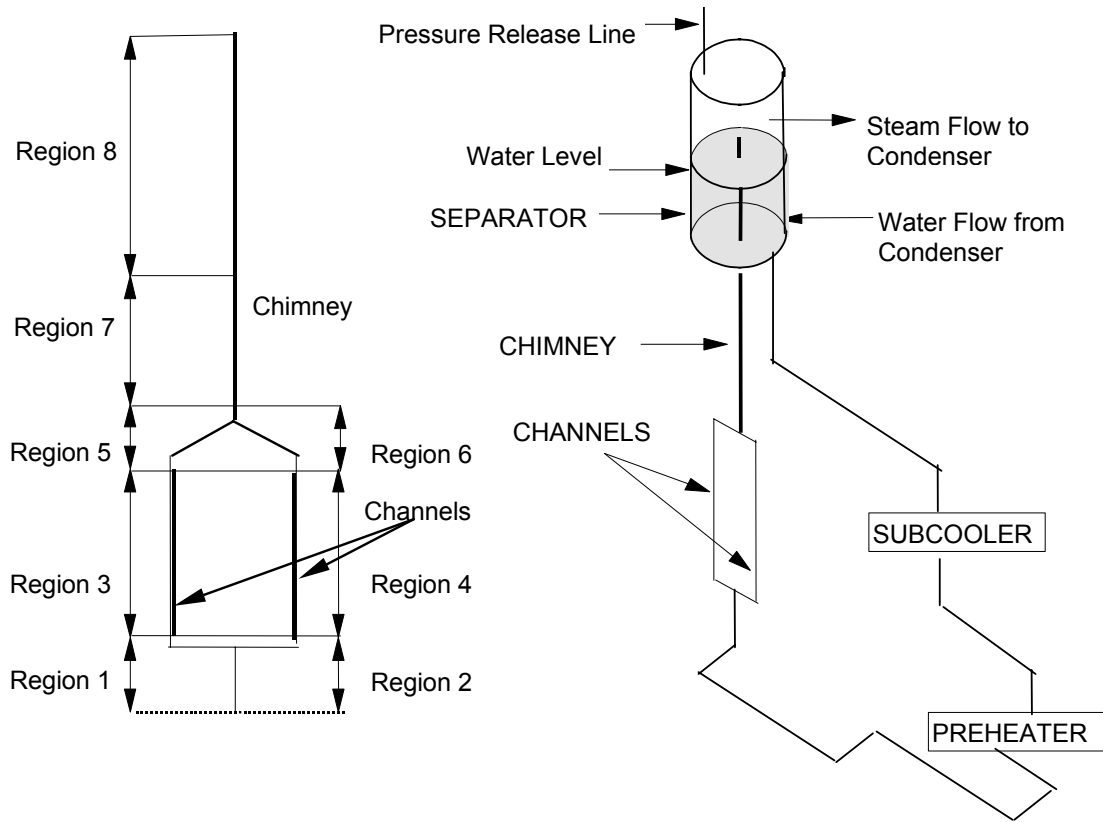 Region 8
Region 7
Chimney
Region 5
Region 6
Channels
Region 3
Region 4
Region 1
Region 2
Pressure Release Line
Steam Flow to
Condenser
Water Level
SEPARATOR
Water Flow from
Condenser
CHIMNEY
CHANNELS
SUBCOOLER
PREHEATER